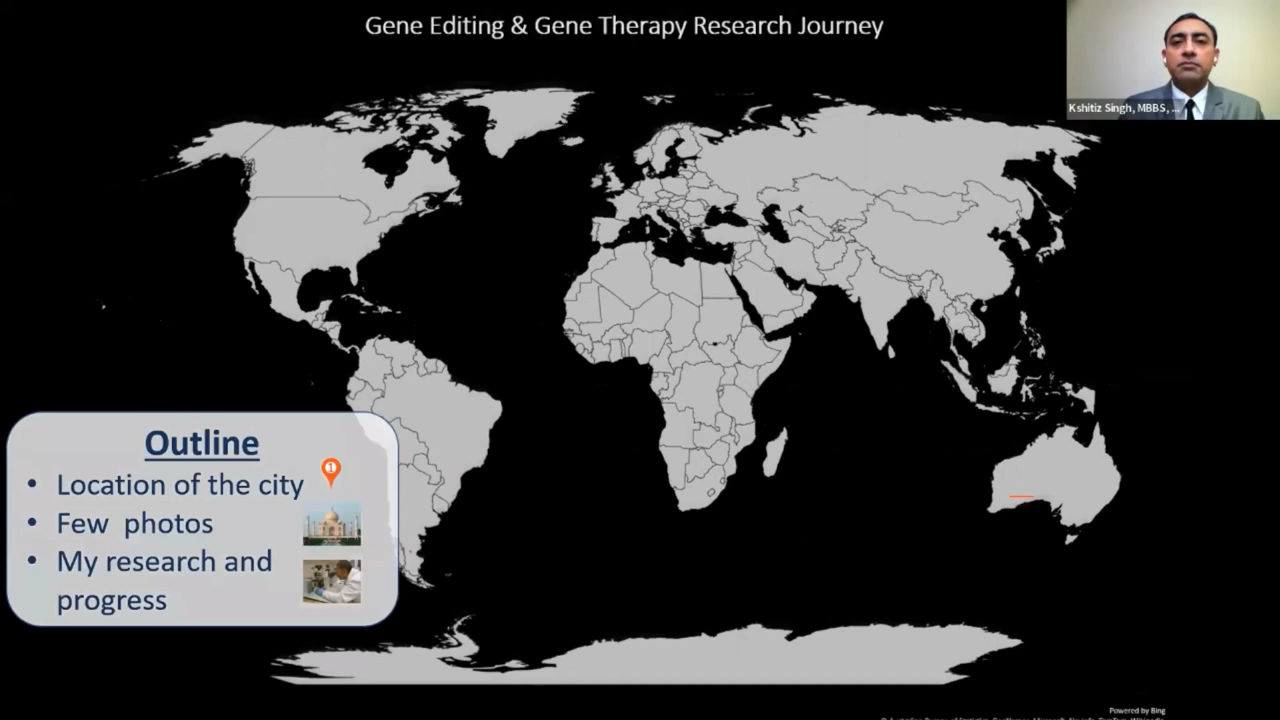 Gene Editing & Gene Therapy Research Journey
Kshitiz Singh, MBBS, ...
Outline
• Location of the city
1
• Few photos
• My research and
progress
Powered by Bing